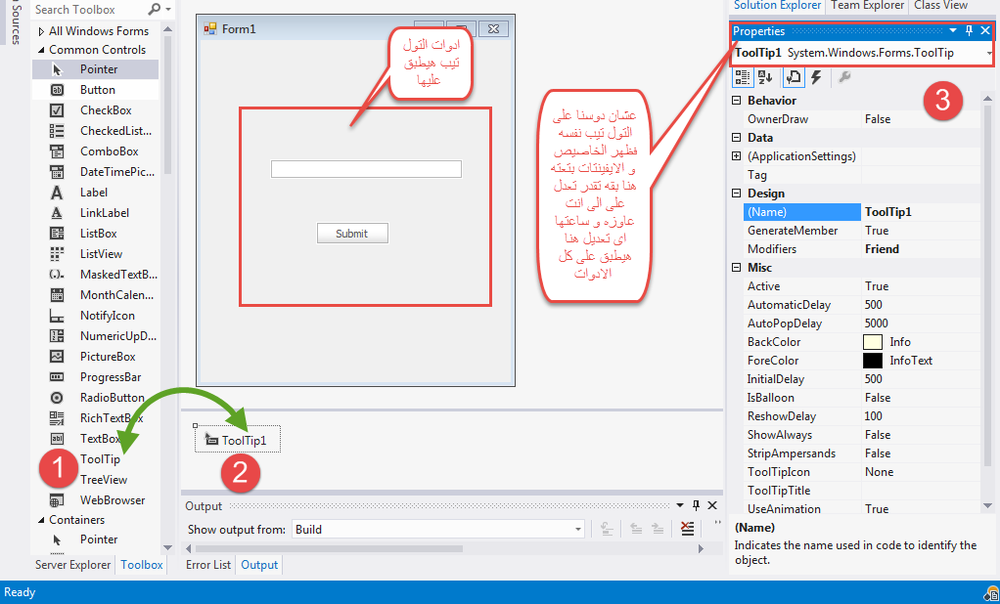 Sources
Search Toolbox
All Windows Forms
Common Controls
Pointer
Button
CheckBox
CheckedList...
ComboBox
DateTimePic...
Label
LinkLabel
ListBox
ListView
MaskedTextB...
MonthCalen...
NotifyIcon
NumericUpD...
PictureBox
ProgressBar
RadioButton
RichTextBox
TextBox
ToolTip
TreeView
WebBrowser
Containers
Pointer
Server Explorer
Toolbox
1
Form1
ادوات التول
تيب هيطبق
عليها
Submit
عشان دوسنا على
التول تيب نفسه
فظهر الخاصيص
و الايفينتات بتعته
هنا بقه تقدر تعدل
على الى انت
عاوزه و ساعتها
اى تعديل هنا
هيطبق على كل
الادوات
ToolTip1
2
Output
Show output from:
Build
Error List
Output
Solution Explorer
Team Explorer
Class View
Properties
ToolTip1 System.Windows.Forms.ToolTip
3
Behavior
OwnerDraw False
Data
(ApplicationSettings)
Tag
Design
(Name) ToolTip1
GenerateMember True
Modifiers Friend
Misc
Active True
AutomaticDelay 500
AutoPopDelay 5000
BackColor Info
ForeColor InfoText
InitialDelay 500
IsBalloon False
ReshowDelay 100
ShowAlways False
StripAmpersands False
ToolTipIcon None
ToolTipTitle
UseAnimation True
(Name)
Indicates the name used in code to identify the
object.
Ready